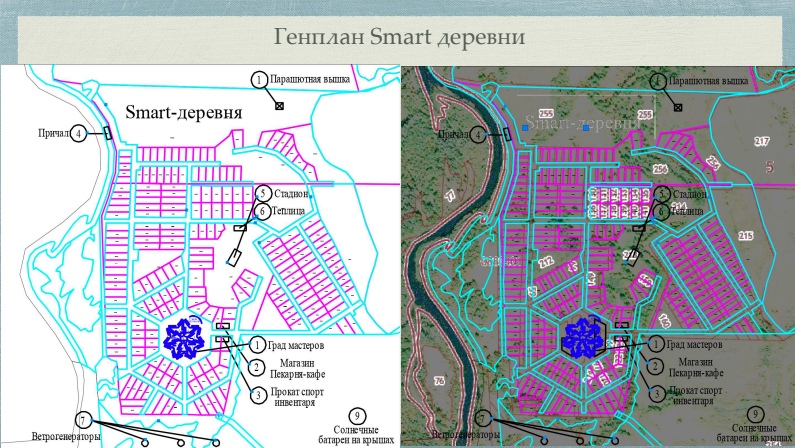 Генплан Smart деревни
1 Парашютная вышка
Smart-деревня
Причал 4
5 Стадион
6 Теплица
1 Град мастеров
2 Магазин
Пекарня-кафе
3 Прокат спорт
инвентаря
7
Ветрогенераторы
9
Солнечные
батареи на крышах
1 Парашютная вышка
255
255
Smart-деревня
217
Причал 4
5
256
254
77
5 Стадион
6 Теплица
215
212
1 Град мастеров
2 Магазин
Пекарня-кафе
76
3 Прокат спорт
инвентаря
7
Ветрогенераторы
9
Солнечные
батареи на крышах